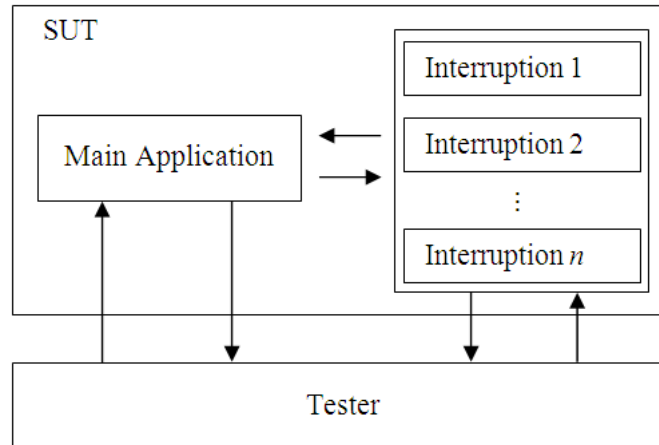 SUT
Interruption 1
Main Application
Interruption 2
⋮
Interruption n
Tester